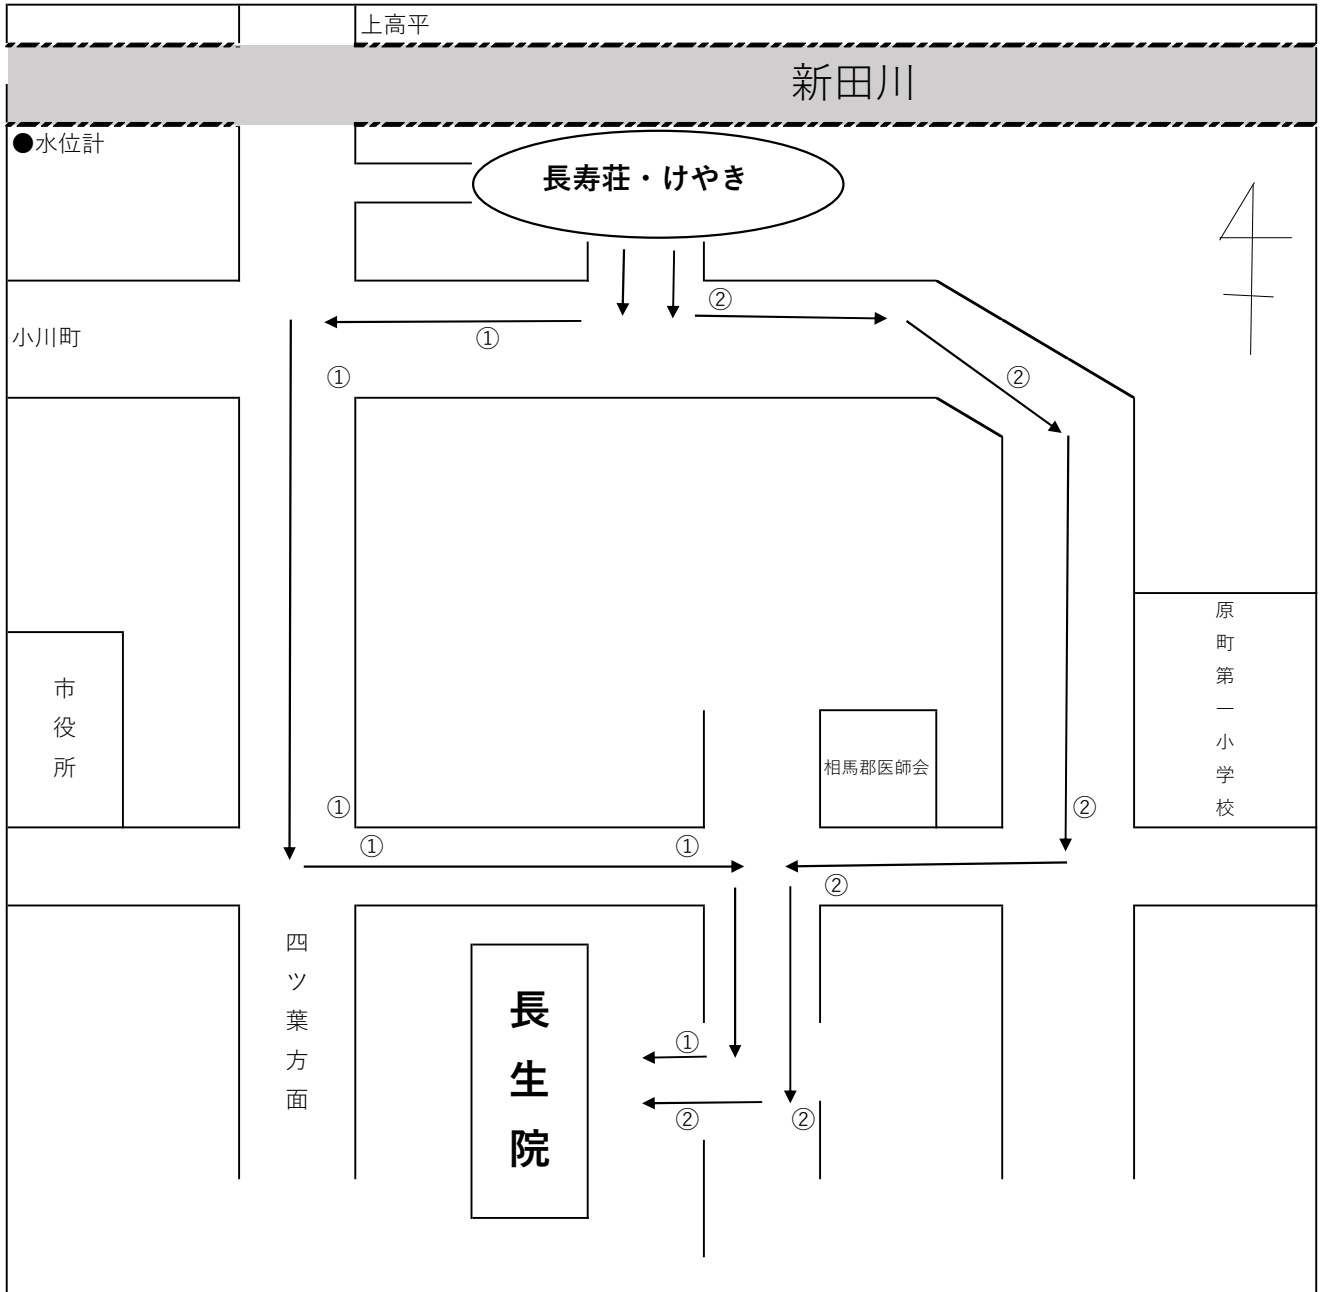 上高平
新田川
●水位計
長寿荘・けやき
②
①
小川町
①
②
原町第一小学校
市役所
相馬郡医師会
①
②
①
①
②
四ツ葉方面
長生院
①
②
②